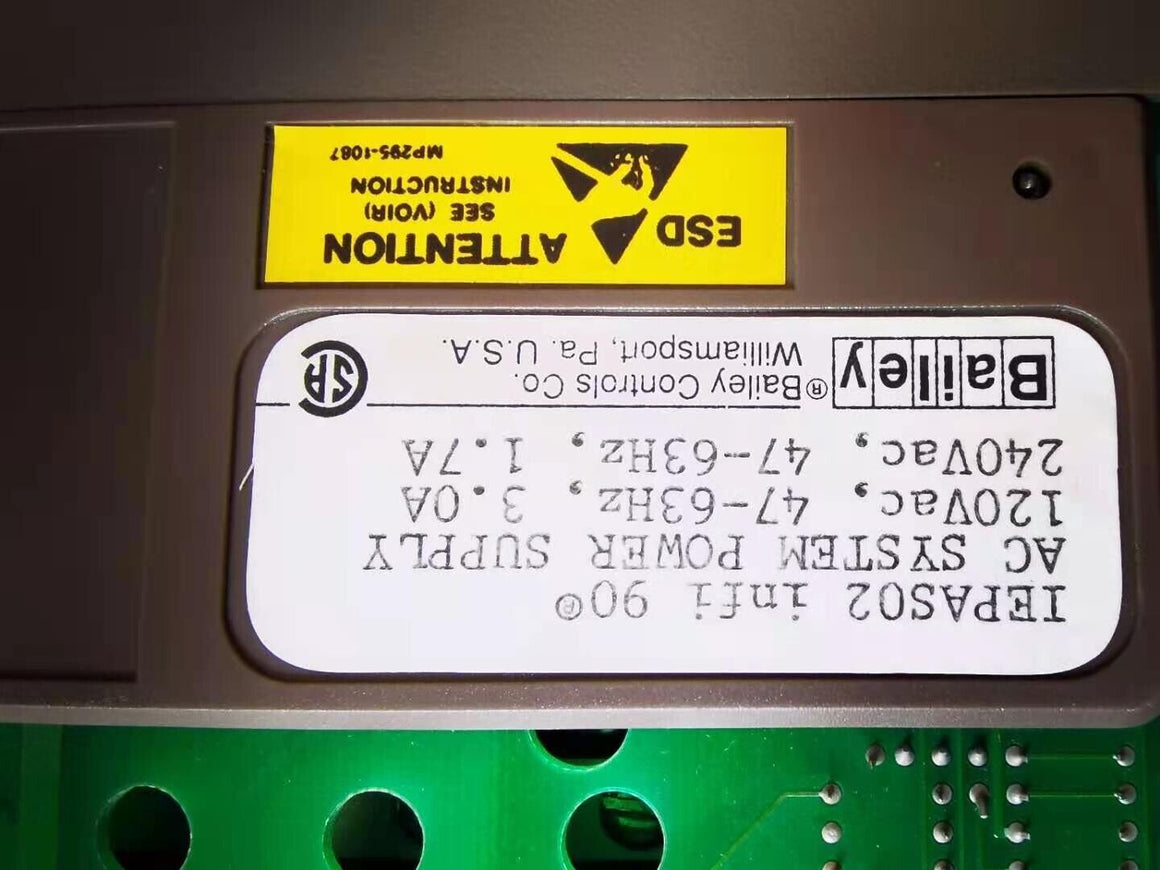 IEPAS02 infi 90®
AC SYSTEM POWER SUPPLY
120Vac, 47-63Hz, 3.0A
240Vac, 47-63Hz, 1.7A
Bailey
®Bailey Controls Co.
Williamsport, Pa. U.S.A.
SA
ESD ATTENTION
SEE (VOIR)
INSTRUCTION
MP295-1087